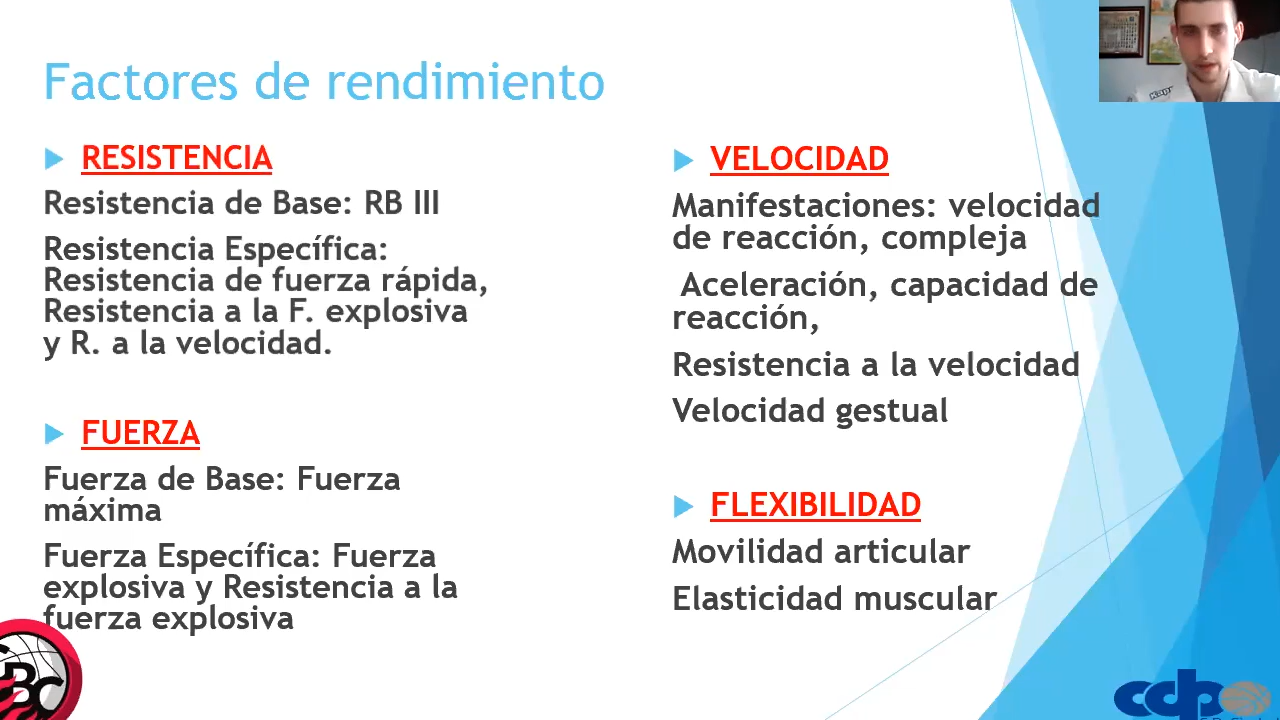 Factores de rendimiento
RESISTENCIA
Resistencia de Base: RB III
Resistencia Específica:
Resistencia de fuerza rápida,
Resistencia a la F. explosiva
y R. a la velocidad.
FUERZA
Fuerza de Base: Fuerza
máxima
Fuerza Específica: Fuerza
explosiva y Resistencia a la
fuerza explosiva
VELOCIDAD
Manifestaciones: velocidad
de reacción, compleja
Aceleración, capacidad de
reacción,
Resistencia a la velocidad
Velocidad gestual
FLEXIBILIDAD
Movilidad articular
Elasticidad muscular